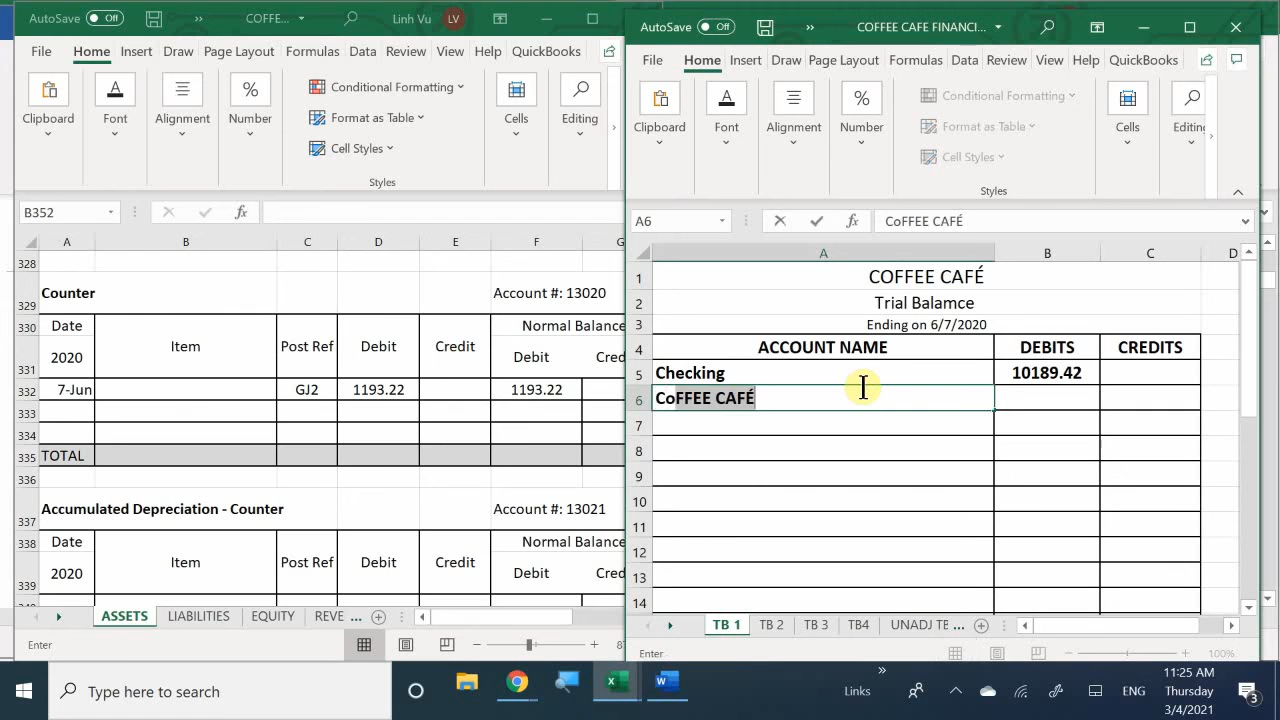 AutoSave Off COFFE... Linh Vu LV
File Home Insert Draw Page Layout Formulas Data Review View Help QuickBooks
Clipboard Font Alignment Number Conditional Formatting Format as Table Cell Styles Styles Cells Editing
B352 fx
A B C D E F G
328
329 Counter Account #: 13020
330 Date Item Post Ref Debit Credit Normal Balance
331 2020 Debit Cred
332 7-Jun GJ2 1193.22 1193.22
333
334
335 TOTAL
336
337 Accumulated Depreciation - Counter Account #: 13021
338 Date Item Post Ref Debit Credit Normal Balance
339 2020 Debit Cred
ASSETS LIABILITIES EQUITY REVE ...
Enter
AutoSave Off COFFEE CAFE FINANCI...
File Home Insert Draw Page Layout Formulas Data Review View Help QuickBooks
Clipboard Font Alignment Number Conditional Formatting Format as Table Cell Styles Styles Cells Editing
A6 fx CoFFEE CAFÉ
A B C D
1 COFFEE CAFÉ
2 Trial Balamce
3 Ending on 6/7/2020
4 ACCOUNT NAME DEBITS CREDITS
5 Checking 10189.42
6 CoFFEE CAFÉ
7
8
9
10
11
12
13
14
TB 1 TB 2 TB 3 TB4 UNADJ TE ...
Enter 100%
Type here to search Links ENG 11:25 AM
Thursday
3/4/2021 3